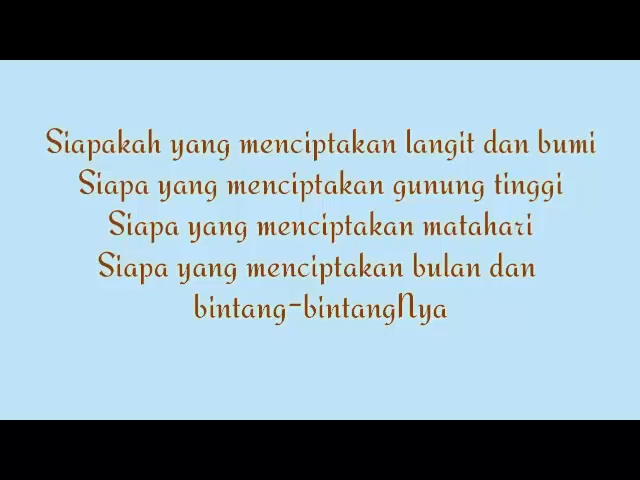 Siapakah yang menciptakan langit dan bumi
Siapa yang menciptakan gunung tinggi
Siapa yang menciptakan matahari
Siapa yang menciptakan bulan dan
bintang-bintangNya